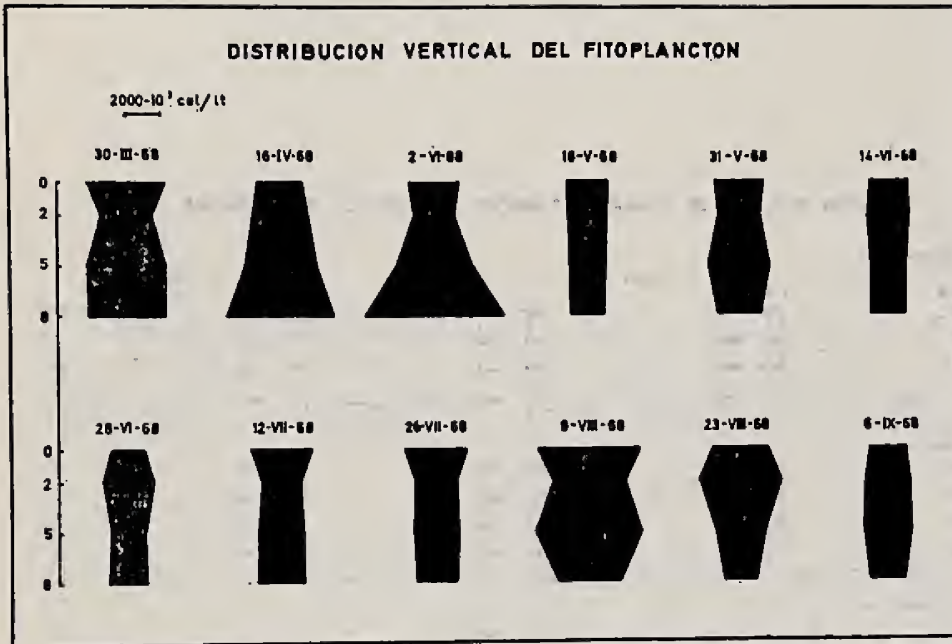 DISTRIBUCION VERTICAL DEL FITOPLANCTON
2000-10³ cel/lt
30-III-68 16-IV-68 2-VI-68 16-V-68 31-V-68 14-VI-68
0
2
5
8
28-VI-68 12-VII-68 26-VII-68 9-VIII-68 23-VIII-68 6-IX-68
0
2
5
8